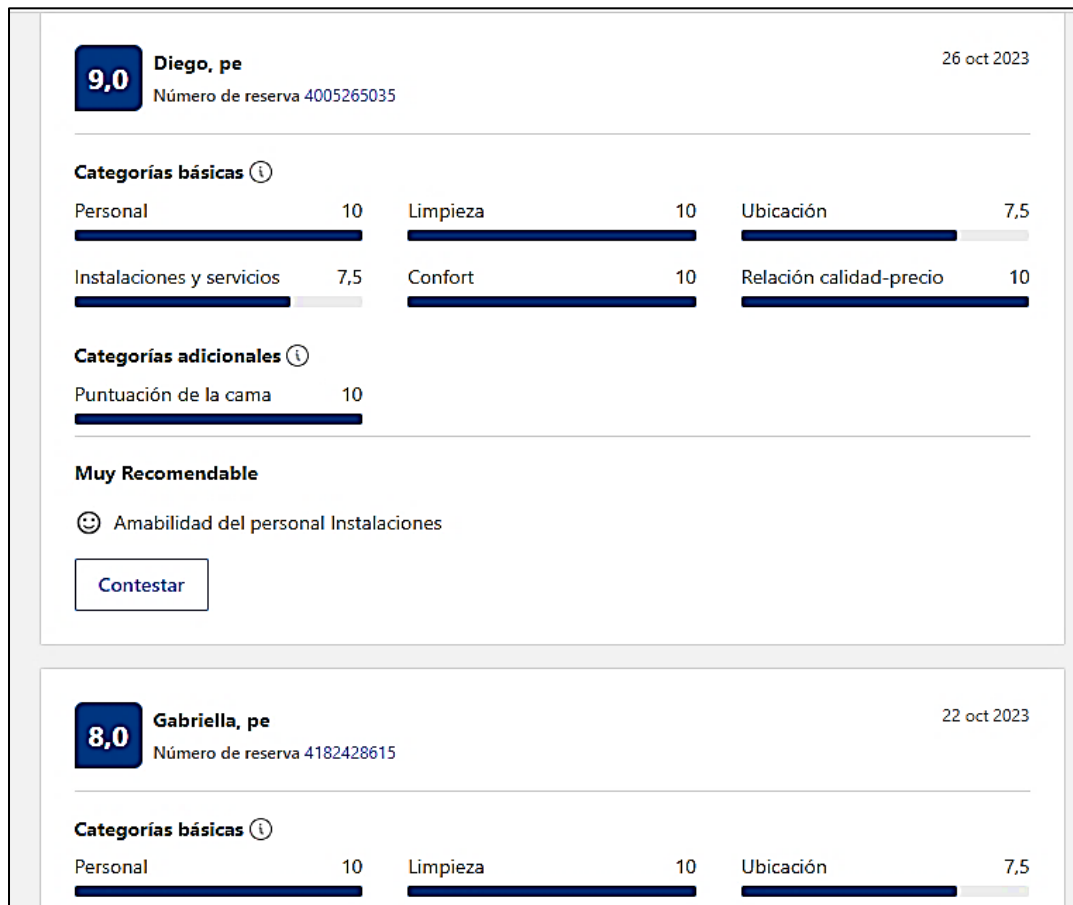 9,0 Diego, pe 26 oct 2023
Número de reserva 4005265035
Categorías básicas
Personal 10 Limpieza 10 Ubicación 7,5
Instalaciones y servicios 7,5 Confort 10 Relación calidad-precio 10
Categorías adicionales
Puntuación de la cama 10
Muy Recomendable
Amabilidad del personal Instalaciones
Contestar
8,0 Gabriella, pe 22 oct 2023
Número de reserva 4182428615
Categorías básicas
Personal 10 Limpieza 10 Ubicación 7,5